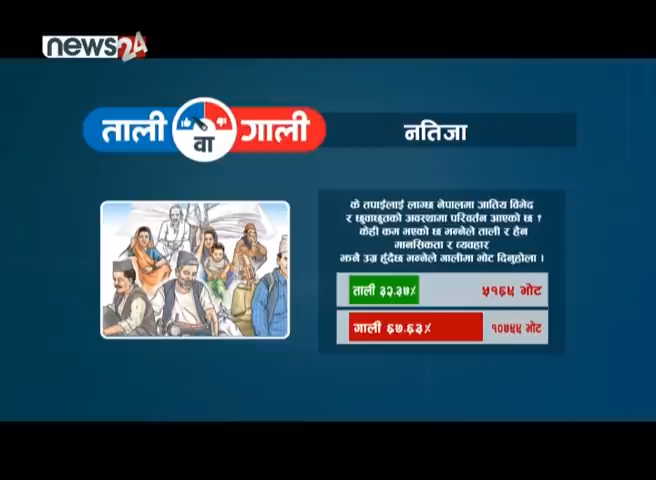 news24
ताली वा गाली
नतिजा
के तपाईलाई लाग्छ नेपालमा जातिय विभेद
र छुवाछुतको अवस्थामा परिवर्तन आएको छ ?
केही कम भएको छ भन्नेले ताली र हैन
मानसिकता र व्यवहार
झनै उग्र हुँदैछ भन्नेले गालीमा भोट दिनुहोला ।
ताली ३२.३७% ५१६५ भोट
गाली ६७.६३% १०७९५ भोट